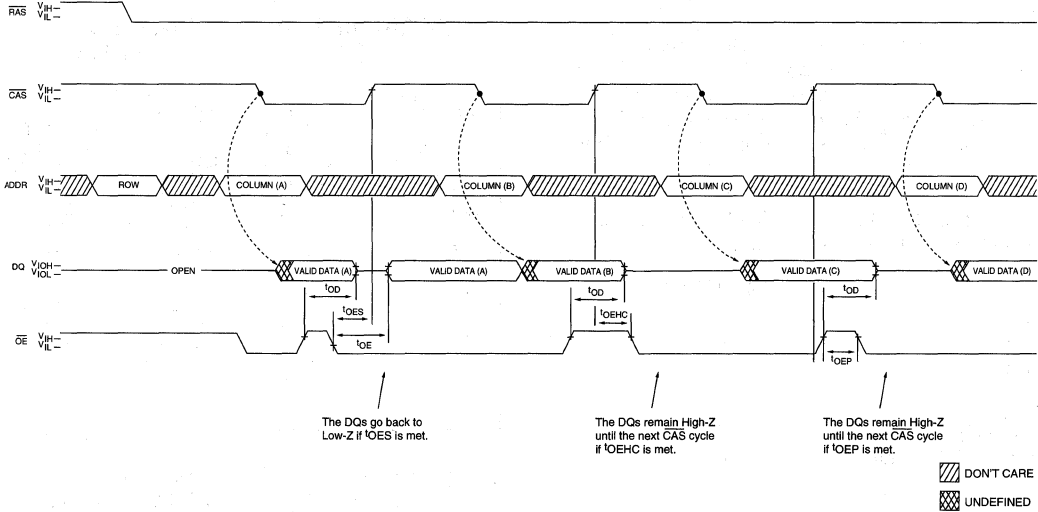 RAS VIH VIL
CAS VIH VIL
ADDR VIH VIL ROW COLUMN (A) COLUMN (B) COLUMN (C) COLUMN (D)
DQ VIOH VIOL OPEN VALID DATA (A) VALID DATA (A) VALID DATA (B) VALID DATA (C) VALID DATA (D)
tOD tOD tOD
tOES tOEHC
OE VIH VIL tOE tOEP
The DQs go back to
Low-Z if tOES is met.
The DQs remain High-Z
until the next CAS cycle
if tOEHC is met.
The DQs remain High-Z
until the next CAS cycle
if tOEP is met.
DON'T CARE
UNDEFINED